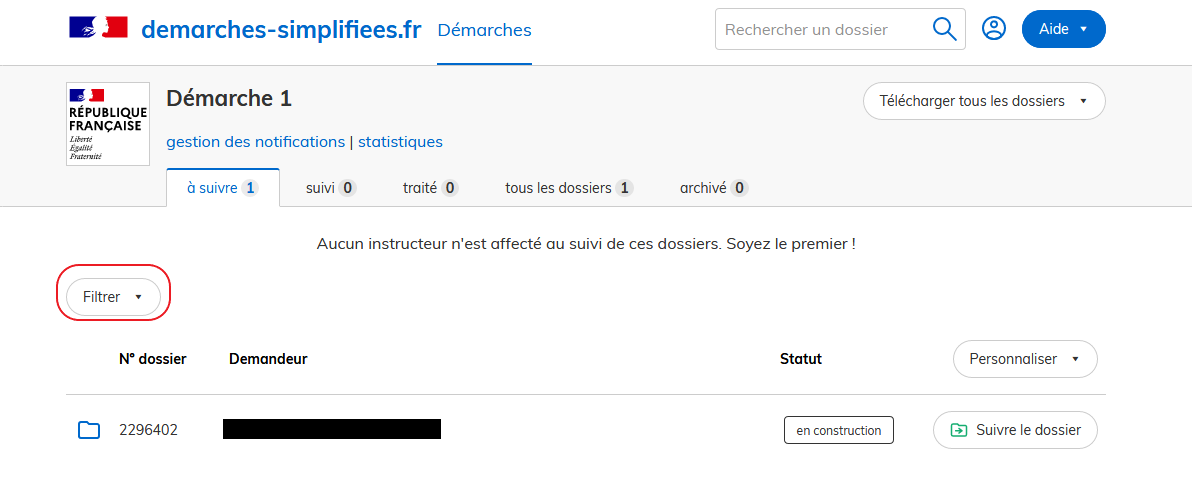 demarches-simplifiees.fr Démarches Rechercher un dossier Aide
RÉPUBLIQUE
FRANÇAISE
Liberté
Égalité
Fraternité
Démarche 1 Télécharger tous les dossiers
gestion des notifications | statistiques
à suivre 1 suivi 0 traité 0 tous les dossiers 1 archivé 0
Aucun instructeur n'est affecté au suivi de ces dossiers. Soyez le premier !
Filtrer
N° dossier Demandeur Statut Personnaliser
2296402 en construction Suivre le dossier